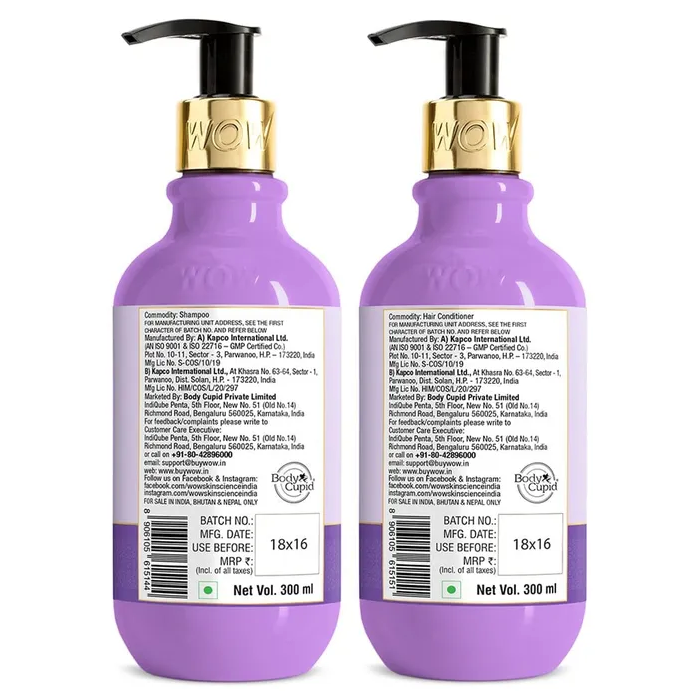 WOW
WOW
Commodity: Shampoo
FOR MANUFACTURING UNIT ADDRESS, SEE THE FIRST
CHARACTER OF BATCH NO. AND REFER BELOW
Manufactured By: A) Kapco International Ltd.
(AN ISO 9001 & ISO 22716 – GMP Certified Co.)
Plot No. 10-11, Sector - 3, Parwanoo, H.P. – 173220, India
Mfg Lic No. S-COS/10/19
B) Kapco International Ltd., At Khasra No. 63-64, Sector - 1,
Parwanoo, Dist. Solan, H.P. - 173220, India
Mfg Lic No. HIM/COS/L/20/297
Marketed By: Body Cupid Private Limited
IndiQube Penta, 5th Floor, New No. 51 (Old No.14)
Richmond Road, Bengaluru 560025, Karnataka, India
For feedback/complaints please write to
Customer Care Executive:
IndiQube Penta, 5th Floor, New No. 51 (Old No.14)
Richmond Road, Bengaluru 560025, Karnataka, India
or call on +91-80-42896000
email: support@buywow.in
web: www.buywow.in
Follow us on Facebook & Instagram:
facebook.com/wowskinscienceindia
instagram.com/wowskinscienceindia
FOR SALE IN INDIA, BHUTAN & NEPAL ONLY
Body Cupid
8 906105 615144
BATCH NO.:
MFG. DATE:
USE BEFORE:
MRP ₹:
(Incl. of all taxes)
18x16
Net Vol. 300 ml
WOW
WOW
Commodity: Hair Conditioner
FOR MANUFACTURING UNIT ADDRESS, SEE THE FIRST
CHARACTER OF BATCH NO. AND REFER BELOW
Manufactured By: A) Kapco International Ltd.
(AN ISO 9001 & ISO 22716 – GMP Certified Co.)
Plot No. 10-11, Sector - 3, Parwanoo, H.P. – 173220, India
Mfg Lic No. S-COS/10/19
B) Kapco International Ltd., At Khasra No. 63-64, Sector - 1,
Parwanoo, Dist. Solan, H.P. - 173220, India
Mfg Lic No. HIM/COS/L/20/297
Marketed By: Body Cupid Private Limited
IndiQube Penta, 5th Floor, New No. 51 (Old No.14)
Richmond Road, Bengaluru 560025, Karnataka, India
For feedback/complaints please write to
Customer Care Executive:
IndiQube Penta, 5th Floor, New No. 51 (Old No.14)
Richmond Road, Bengaluru 560025, Karnataka, India
or call on +91-80-42896000
email: support@buywow.in
web: www.buywow.in
Follow us on Facebook & Instagram:
facebook.com/wowskinscienceindia
instagram.com/wowskinscienceindia
FOR SALE IN INDIA, BHUTAN & NEPAL ONLY
Body Cupid
8 906105 615151
BATCH NO.:
MFG. DATE:
USE BEFORE:
MRP ₹:
(Incl. of all taxes)
18x16
Net Vol. 300 ml